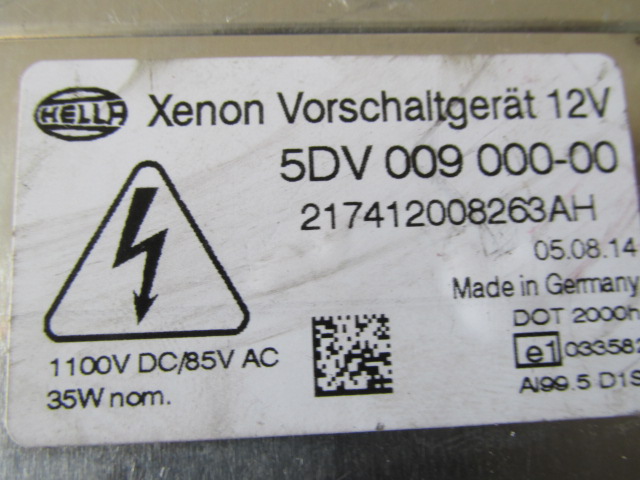 HELLA
Xenon Vorschaltgerät 12V
5DV 009 000-00
217412008263AH
05.08.14
Made in Germany
DOT 2000h
e1 033582
1100V DC/85V AC
35W nom.
Al99.5 D1S